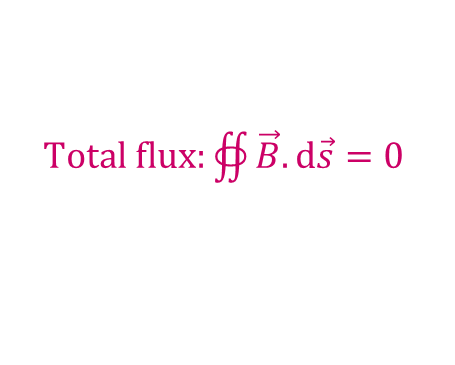 Total flux: ∯ B⃗. ds⃗ = 0